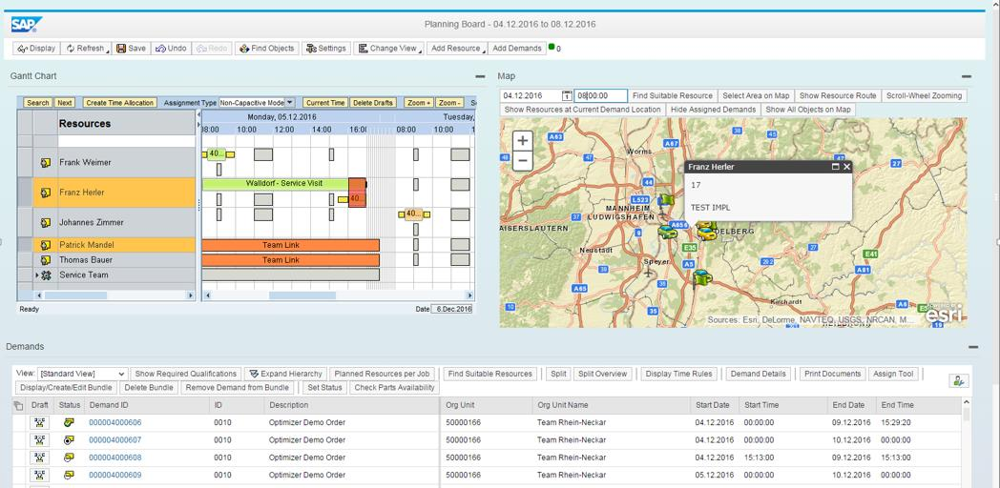 SAP
Planning Board - 04.12.2016 to 08.12.2016
Display Refresh Save Undo Redo Find Objects Settings Change View Add Resource Add Demands 0
Gantt Chart
Search Next Create Time Allocation Assignment Type Non-Capacitive Mode Current Time Delete Drafts Zoom + Zoom -
Resources
Monday, 05.12.2016 Tuesday,
08:00 10:00 12:00 14:00 16:00 08:00 10:00
Frank Weimer 40...
Franz Herler Walldorf - Service Visit 40...
Johannes Zimmer 40...
Patrick Mandel Team Link
Thomas Bauer Team Link
Service Team
Ready Date 6.Dec.2016
Map
04.12.2016 08:00:00 Find Suitable Resource Select Area on Map Show Resource Route Scroll-Wheel Zooming
Show Resources at Current Demand Location Hide Assigned Demands Show All Objects on Map
+
−
A63
A67
A3
Worms
Franz Herler
17
TEST IMPL
L523
MANNHEIM
LUDWIGSHAFEN
AISERSLAUTERN
A656
DELBERG
E35
Neustadt
A5
292
E41
Speyer
A81
A65
A61
35
A6
Kirchardt
Sources: Esri, DeLorme, NAVTEQ, USGS, NRCAN, M...
esri
Demands
View: [Standard View] Show Required Qualifications Expand Hierarchy Planned Resources per Job Find Suitable Resources Split Split Overview Display Time Rules Demand Details Print Documents Assign Tool
Display/Create/Edit Bundle Delete Bundle Remove Demand from Bundle Set Status Check Parts Availability
Draft Status Demand ID ID Description Org Unit Org Unit Name Start Date Start Time End Date End Time
000004000606 0010 Optimizer Demo Order 50000166 Team Rhein-Neckar 04.12.2016 00:00:00 09.12.2016 15:29:20
000004000607 0010 Optimizer Demo Order 50000166 Team Rhein-Neckar 04.12.2016 00:00:00 10.12.2016 00:00:00
000004000608 0010 Optimizer Demo Order 50000166 Team Rhein-Neckar 04.12.2016 15:13:00 09.12.2016 15:13:00
000004000609 0010 Optimizer Demo Order 50000166 Team Rhein-Neckar 05.12.2016 00:00:00 10.12.2016 00:00:00